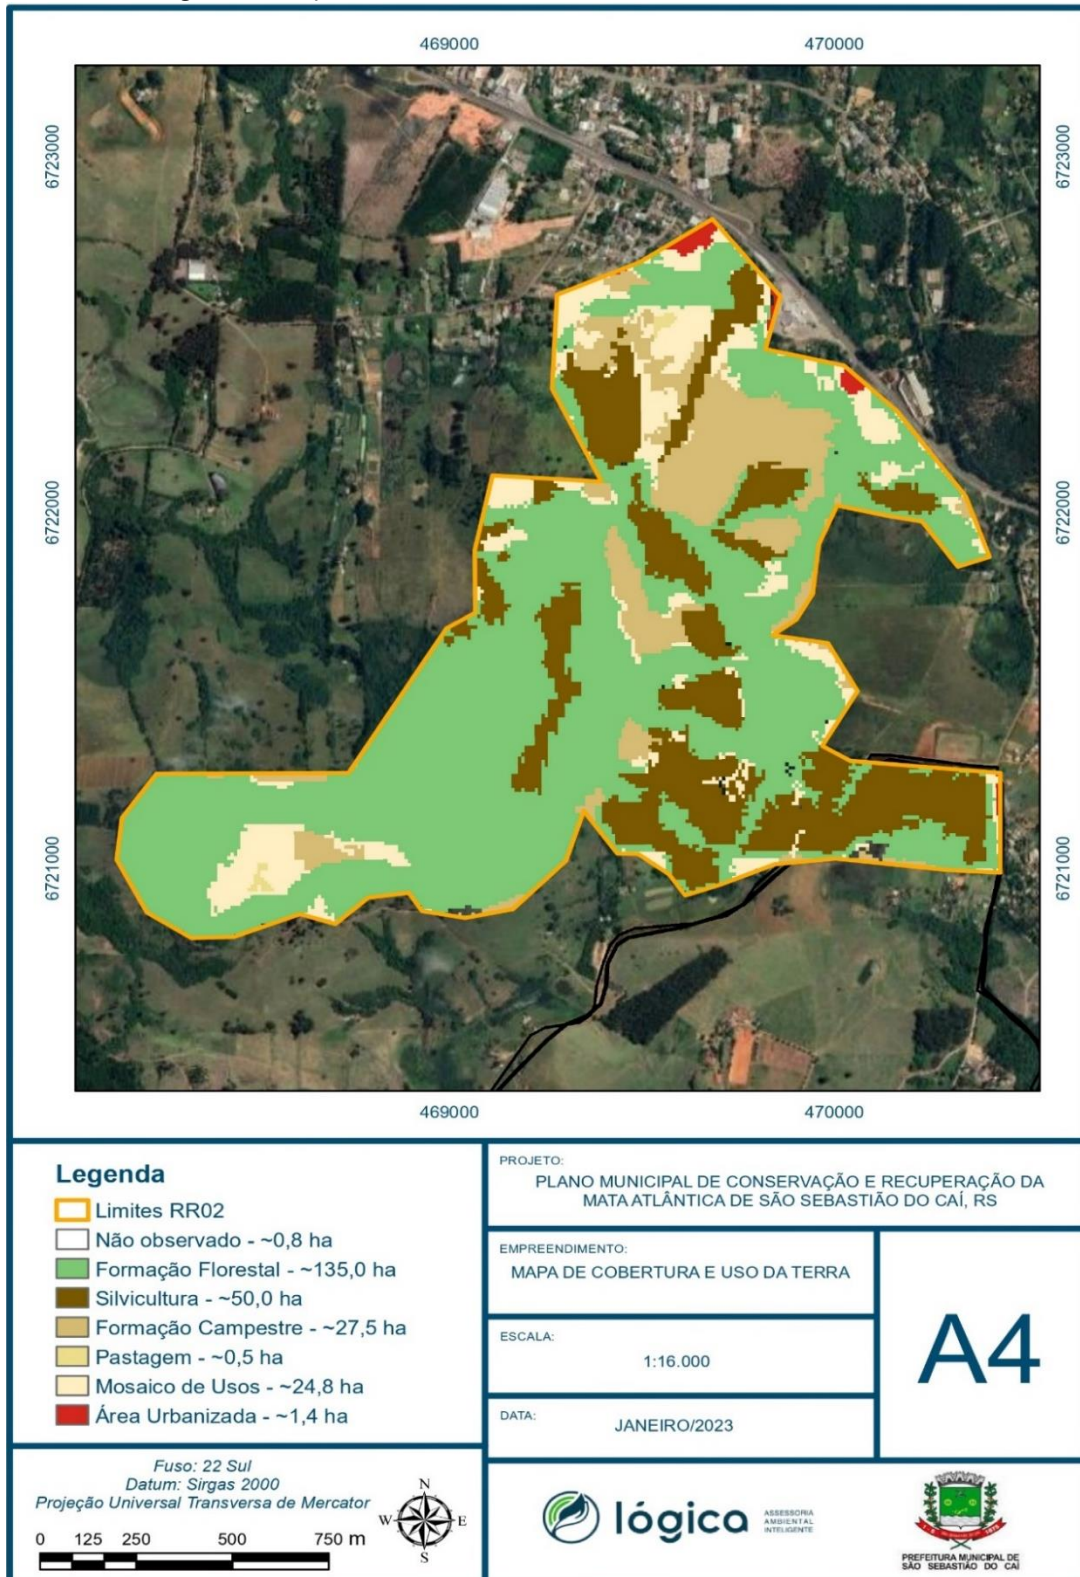 469000
470000
6723000
6723000
6722000
6722000
6721000
6721000
469000
470000
Legenda
Limites RR02
Não observado - ~0,8 ha
Formação Florestal - ~135,0 ha
Silvicultura - ~50,0 ha
Formação Campestre - ~27,5 ha
Pastagem - ~0,5 ha
Mosaico de Usos - ~24,8 ha
Área Urbanizada - ~1,4 ha
Fuso: 22 Sul
Datum: Sirgas 2000
Projeção Universal Transversa de Mercator
0 125 250 500 750 m
N
W E
S
PROJETO:
PLANO MUNICIPAL DE CONSERVAÇÃO E RECUPERAÇÃO DA
MATA ATLÂNTICA DE SÃO SEBASTIÃO DO CAÍ, RS
EMPREENDIMENTO:
MAPA DE COBERTURA E USO DA TERRA
ESCALA:
1:16.000
DATA:
JANEIRO/2023
A4
lógica
ASSESSORIA
AMBIENTAL
INTELIGENTE
PREFEITURA MUNICIPAL DE
SÃO SEBASTIÃO DO CAÍ